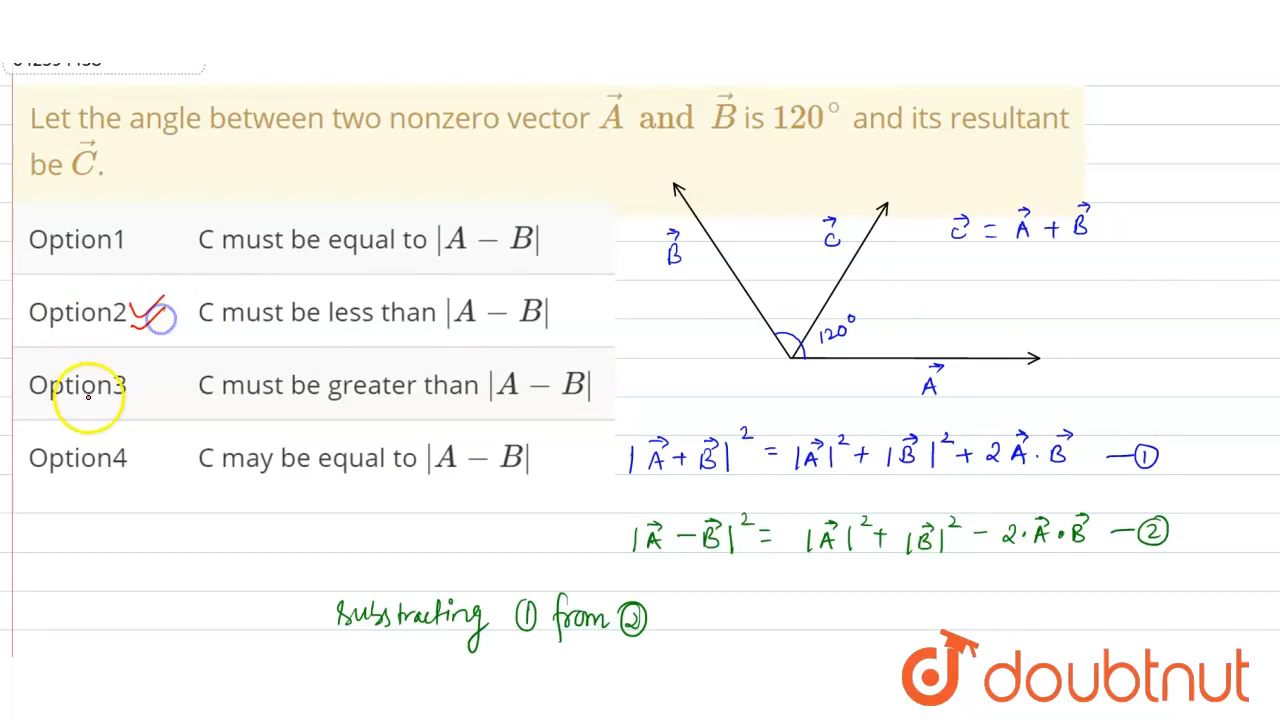 Let the angle between two nonzero vector $\vec{A}$ and $\vec{B}$ is 120° and its resultant
be $\vec{C}$.
Option1 C must be equal to |A − B|
Option2 C must be less than |A − B|
Option3 C must be greater than |A − B|
Option4 C may be equal to |A − B|
$\vec{B}$
$\vec{C}$
120°
$\vec{A}$
$\vec{C}$ = $\vec{A}$ + $\vec{B}$
|$\vec{A}$ + $\vec{B}$|² = |$\vec{A}$|² + |$\vec{B}$|² + 2 $\vec{A}$ . $\vec{B}$ — ①
|$\vec{A}$ − $\vec{B}$|² = |$\vec{A}$|² + |$\vec{B}$|² − 2 . $\vec{A}$ . $\vec{B}$ — ②
Substracting ① from ②
doubtnut